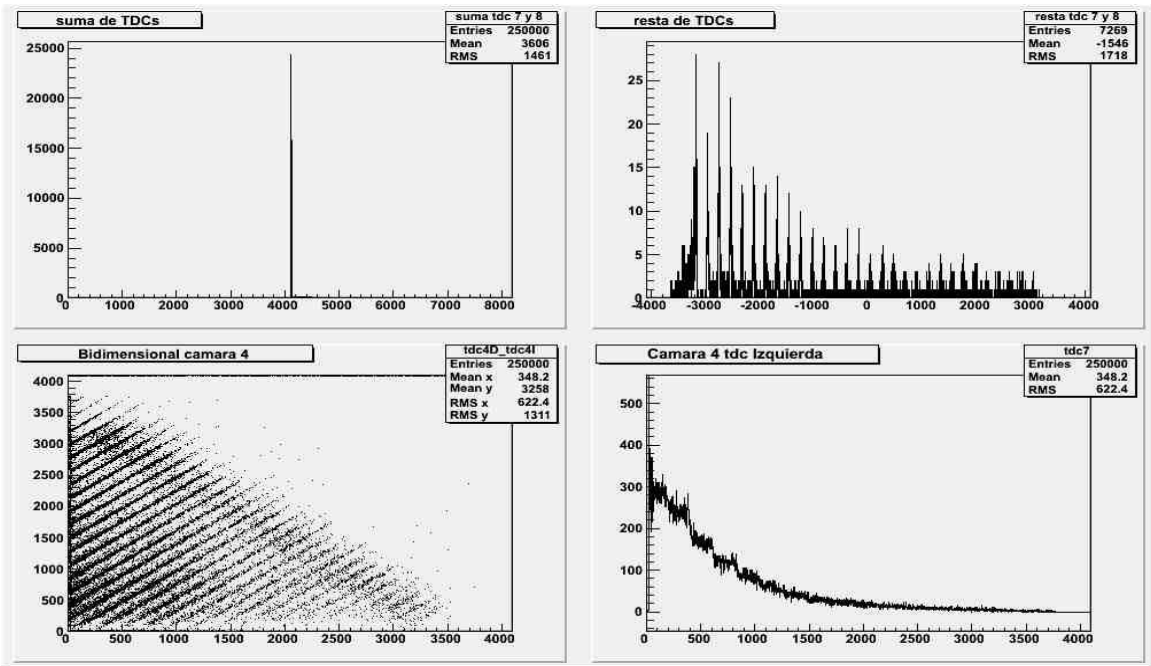 suma de TDCs
suma tdc 7 y 8
Entries 250000
Mean 3606
RMS 1461
25000
20000
15000
10000
5000
0
0 1000 2000 3000 4000 5000 6000 7000 8000
resta de TDCs
resta tdc 7 y 8
Entries 7269
Mean -1546
RMS 1718
25
20
15
10
5
0
-4000 -3000 -2000 -1000 0 1000 2000 3000 4000
Bidimensional camara 4
tdc4D_tdc4I
Entries 250000
Mean x 348.2
Mean y 3258
RMS x 622.4
RMS y 1311
4000
3500
3000
2500
2000
1500
1000
500
0
0 500 1000 1500 2000 2500 3000 3500 4000
Camara 4 tdc Izquierda
tdc7
Entries 250000
Mean 348.2
RMS 622.4
500
400
300
200
100
0
0 500 1000 1500 2000 2500 3000 3500 4000